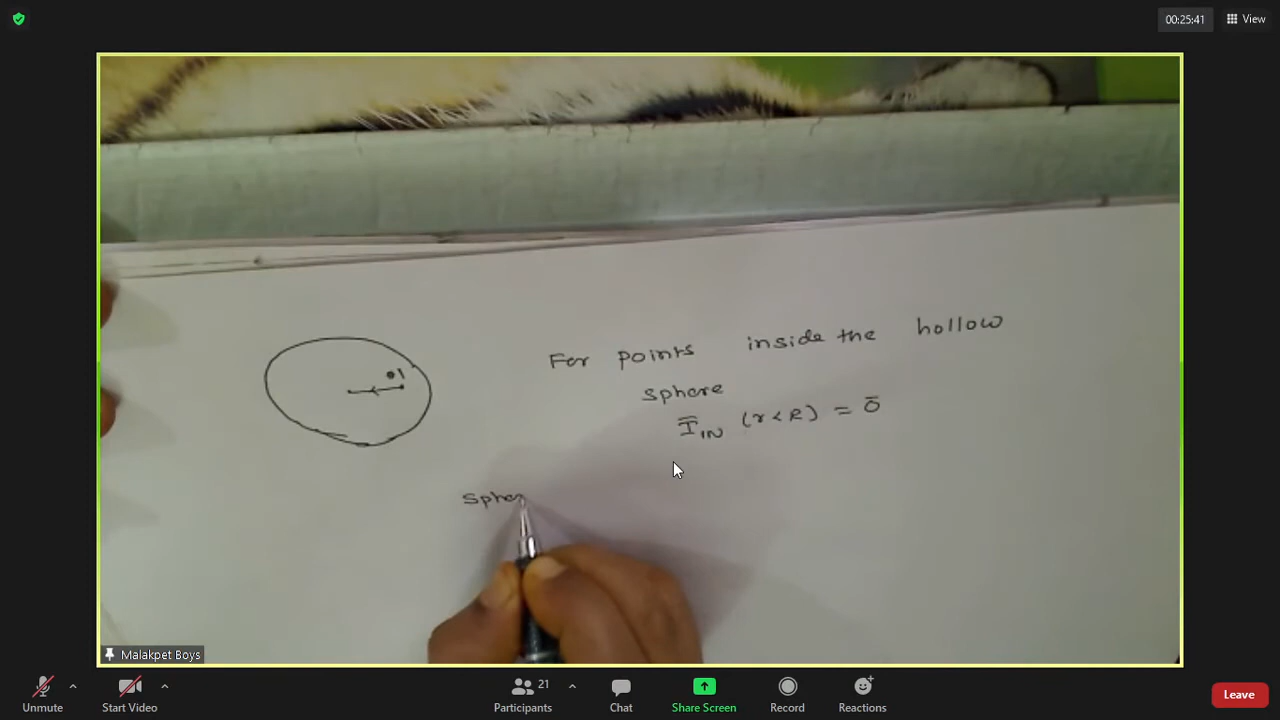 00:25:41
View
For points inside the hollow
sphere
I̅IN (r<R) = 0̅
Sphe
Malakpet Boys
Unmute
Start Video
21
Participants
Chat
Share Screen
Record
Reactions
Leave